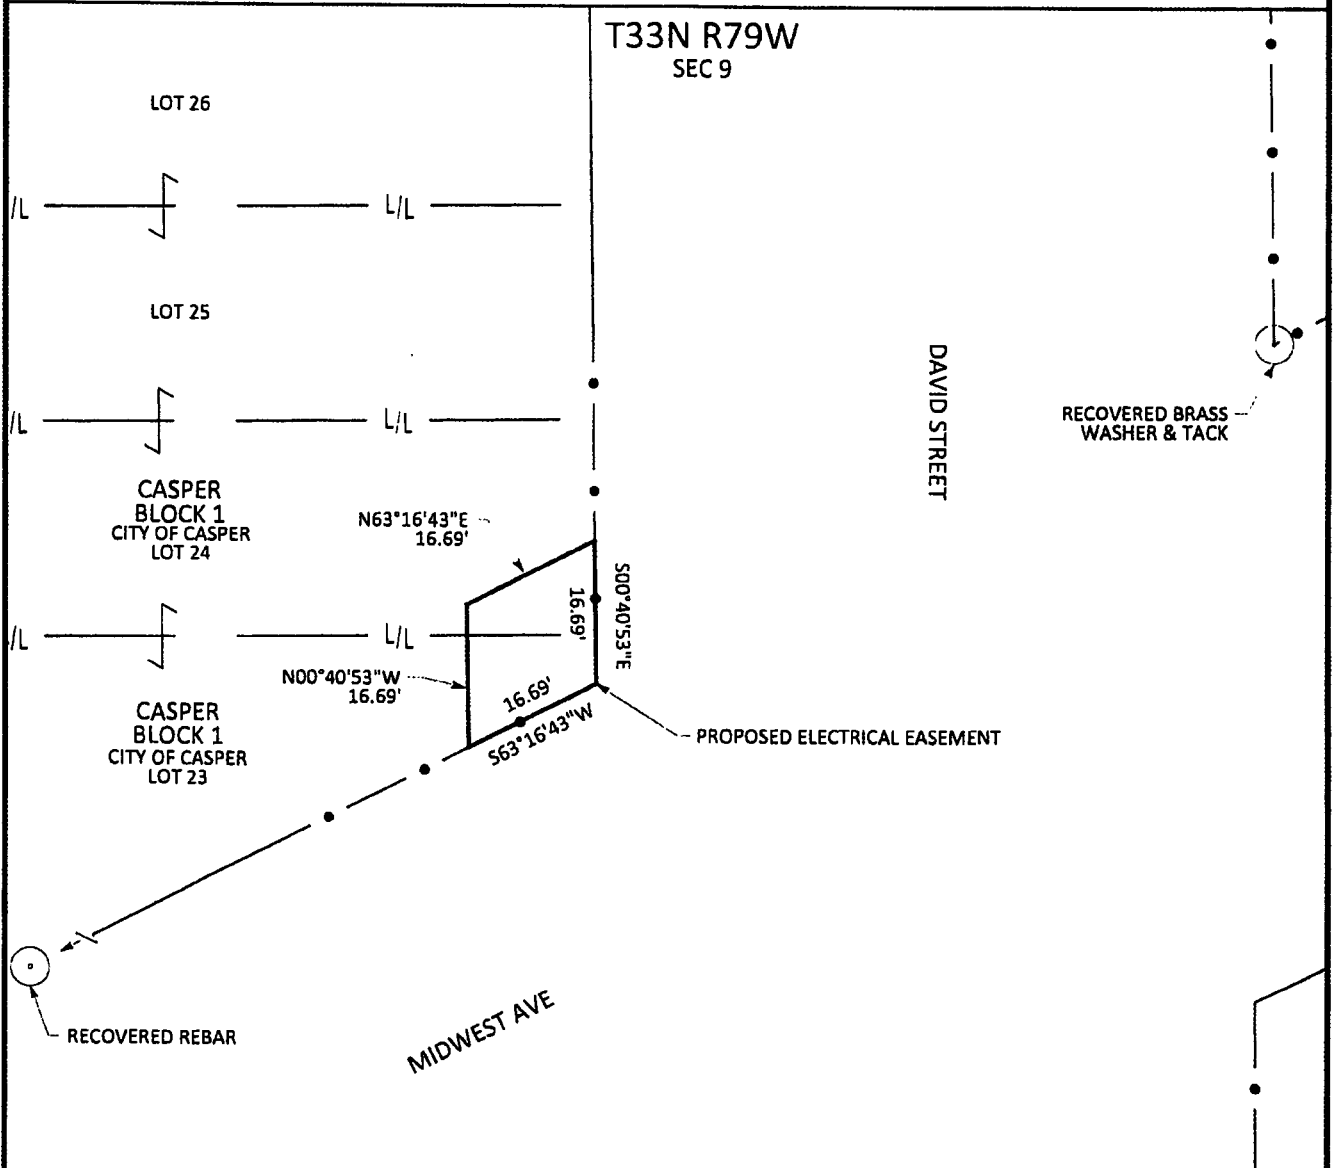 T33N R79W
SEC 9
LOT 26
/L
L/L
LOT 25
DAVID STREET
RECOVERED BRASS
WASHER & TACK
/L
L/L
CASPER
BLOCK 1
CITY OF CASPER
LOT 24
N63°16'43"E
16.69'
S00°40'53"E
16.69'
/L
L/L
N00°40'53"W
16.69'
16.69'
S63°16'43"W
CASPER
BLOCK 1
CITY OF CASPER
LOT 23
PROPOSED ELECTRICAL EASEMENT
RECOVERED REBAR
MIDWEST AVE